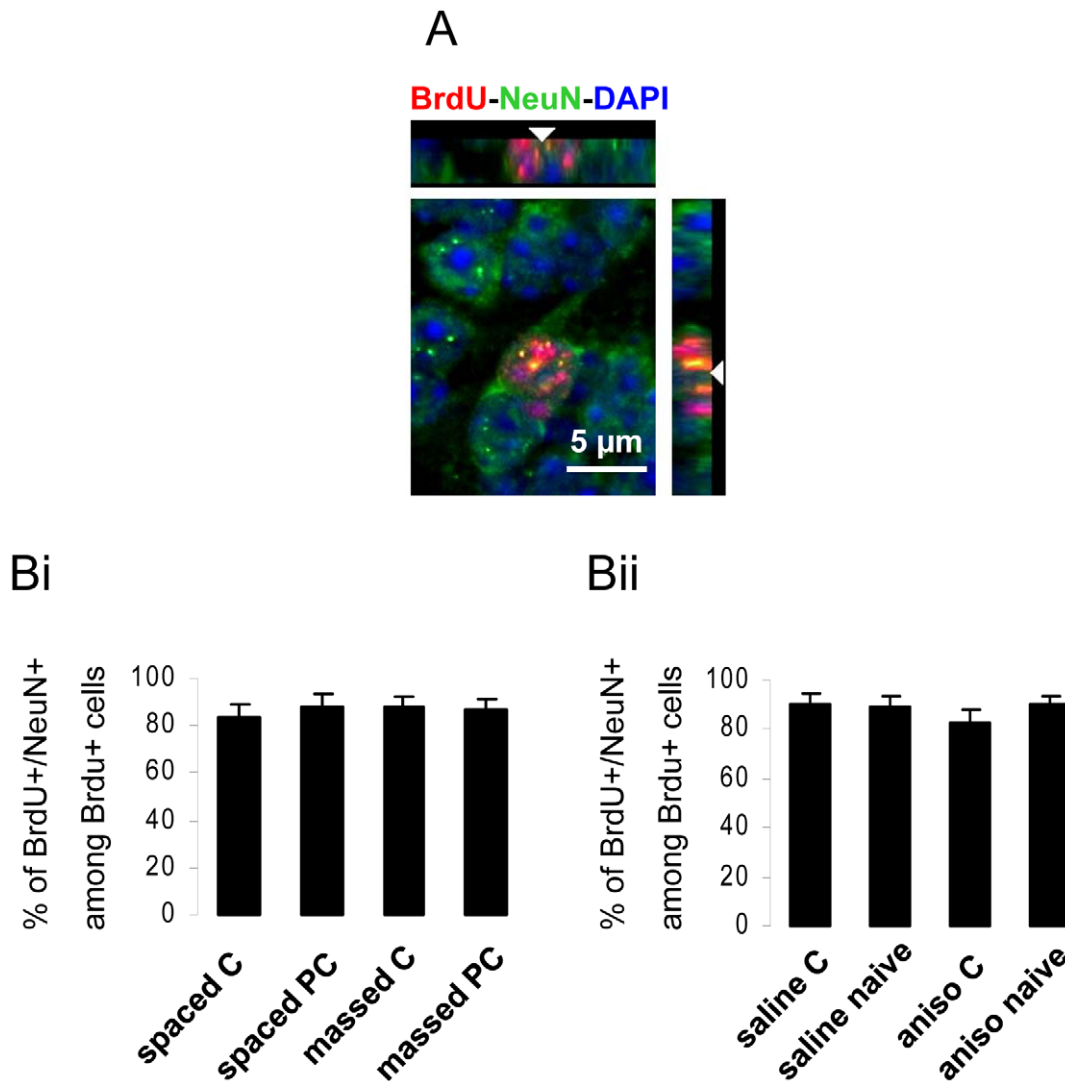 A
BrdU-NeuN-DAPI
5 µm
Bi
% of BrdU+/NeuN+
among Brdu+ cells
100
80
60
40
20
0
spaced C
spaced PC
massed C
massed PC
Bii
% of BrdU+/NeuN+
among Brdu+ cells
100
80
60
40
20
0
saline C
saline naive
aniso C
aniso naive